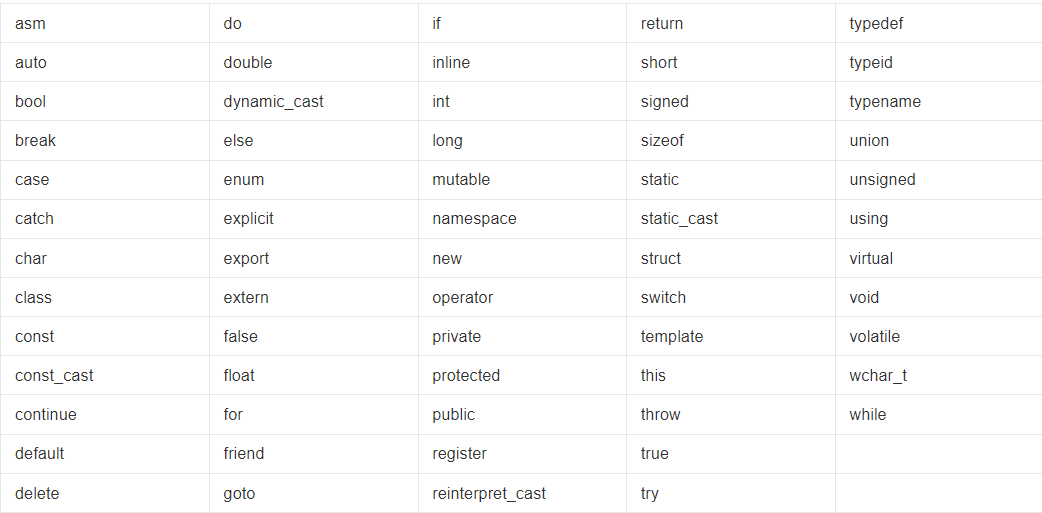 asm do if return typedef
auto double inline short typeid
bool dynamic_cast int signed typename
break else long sizeof union
case enum mutable static unsigned
catch explicit namespace static_cast using
char export new struct virtual
class extern operator switch void
const false private template volatile
const_cast float protected this wchar_t
continue for public throw while
default friend register true
delete goto reinterpret_cast try